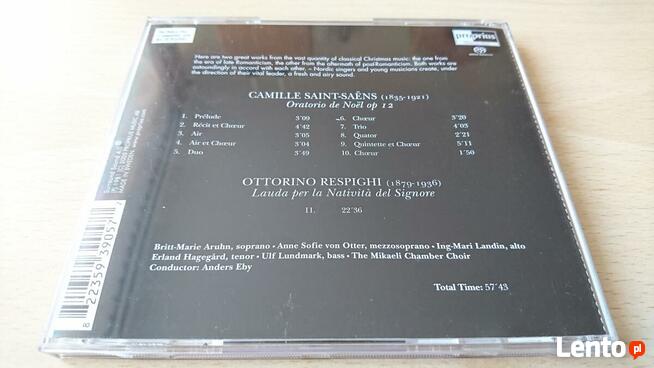 proprius
Here are two great works from the vast quantity of classical Christmas music: the one from
the era of late Romanticism, the other from the aftermath of post-Romanticism. Both works are
astoundingly in accord with each other – Nordic singers and young musicians create, under
the direction of their vital leader, a fresh and airy sound.
CAMILLE SAINT-SAËNS (1835-1921)
Oratorio de Noël op 12
1. Prélude 3'09
2. Récit et Chœur 4'42
3. Air 3'05
4. Air et Chœur 3'04
5. Duo 3'49
6. Chœur 3'20
7. Trio 4'03
8. Quator 2'21
9. Quintette et Chœur 5'11
10. Chœur 1'50
OTTORINO RESPIGHI (1879-1936)
Lauda per la Natività del Signore
11. 22'36
Britt-Marie Aruhn, soprano • Anne Sofie von Otter, mezzosoprano • Ing-Mari Landin, alto
Erland Hagegård, tenor • Ulf Lundmark, bass • The Mikaeli Chamber Choir
Conductor: Anders Eby
Total Time: 57'43
8 22359 39057
Lento pl